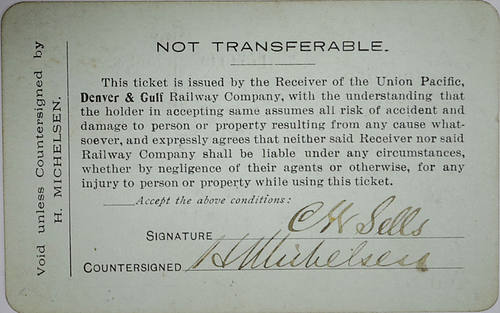 Void unless Countersigned by
H. MICHELSEN.
NOT TRANSFERABLE.
This ticket is issued by the Receiver of the Union Pacific,
Denver & Gulf Railway Company, with the understanding that
the holder in accepting same assumes all risk of accident and
damage to person or property resulting from any cause what-
soever, and expressly agrees that neither said Receiver nor said
Railway Company shall be liable under any circumstances,
whether by negligence of their agents or otherwise, for any
injury to person or property while using this ticket.
Accept the above conditions:
SIGNATURE C W Sells
COUNTERSIGNED H Michelsen